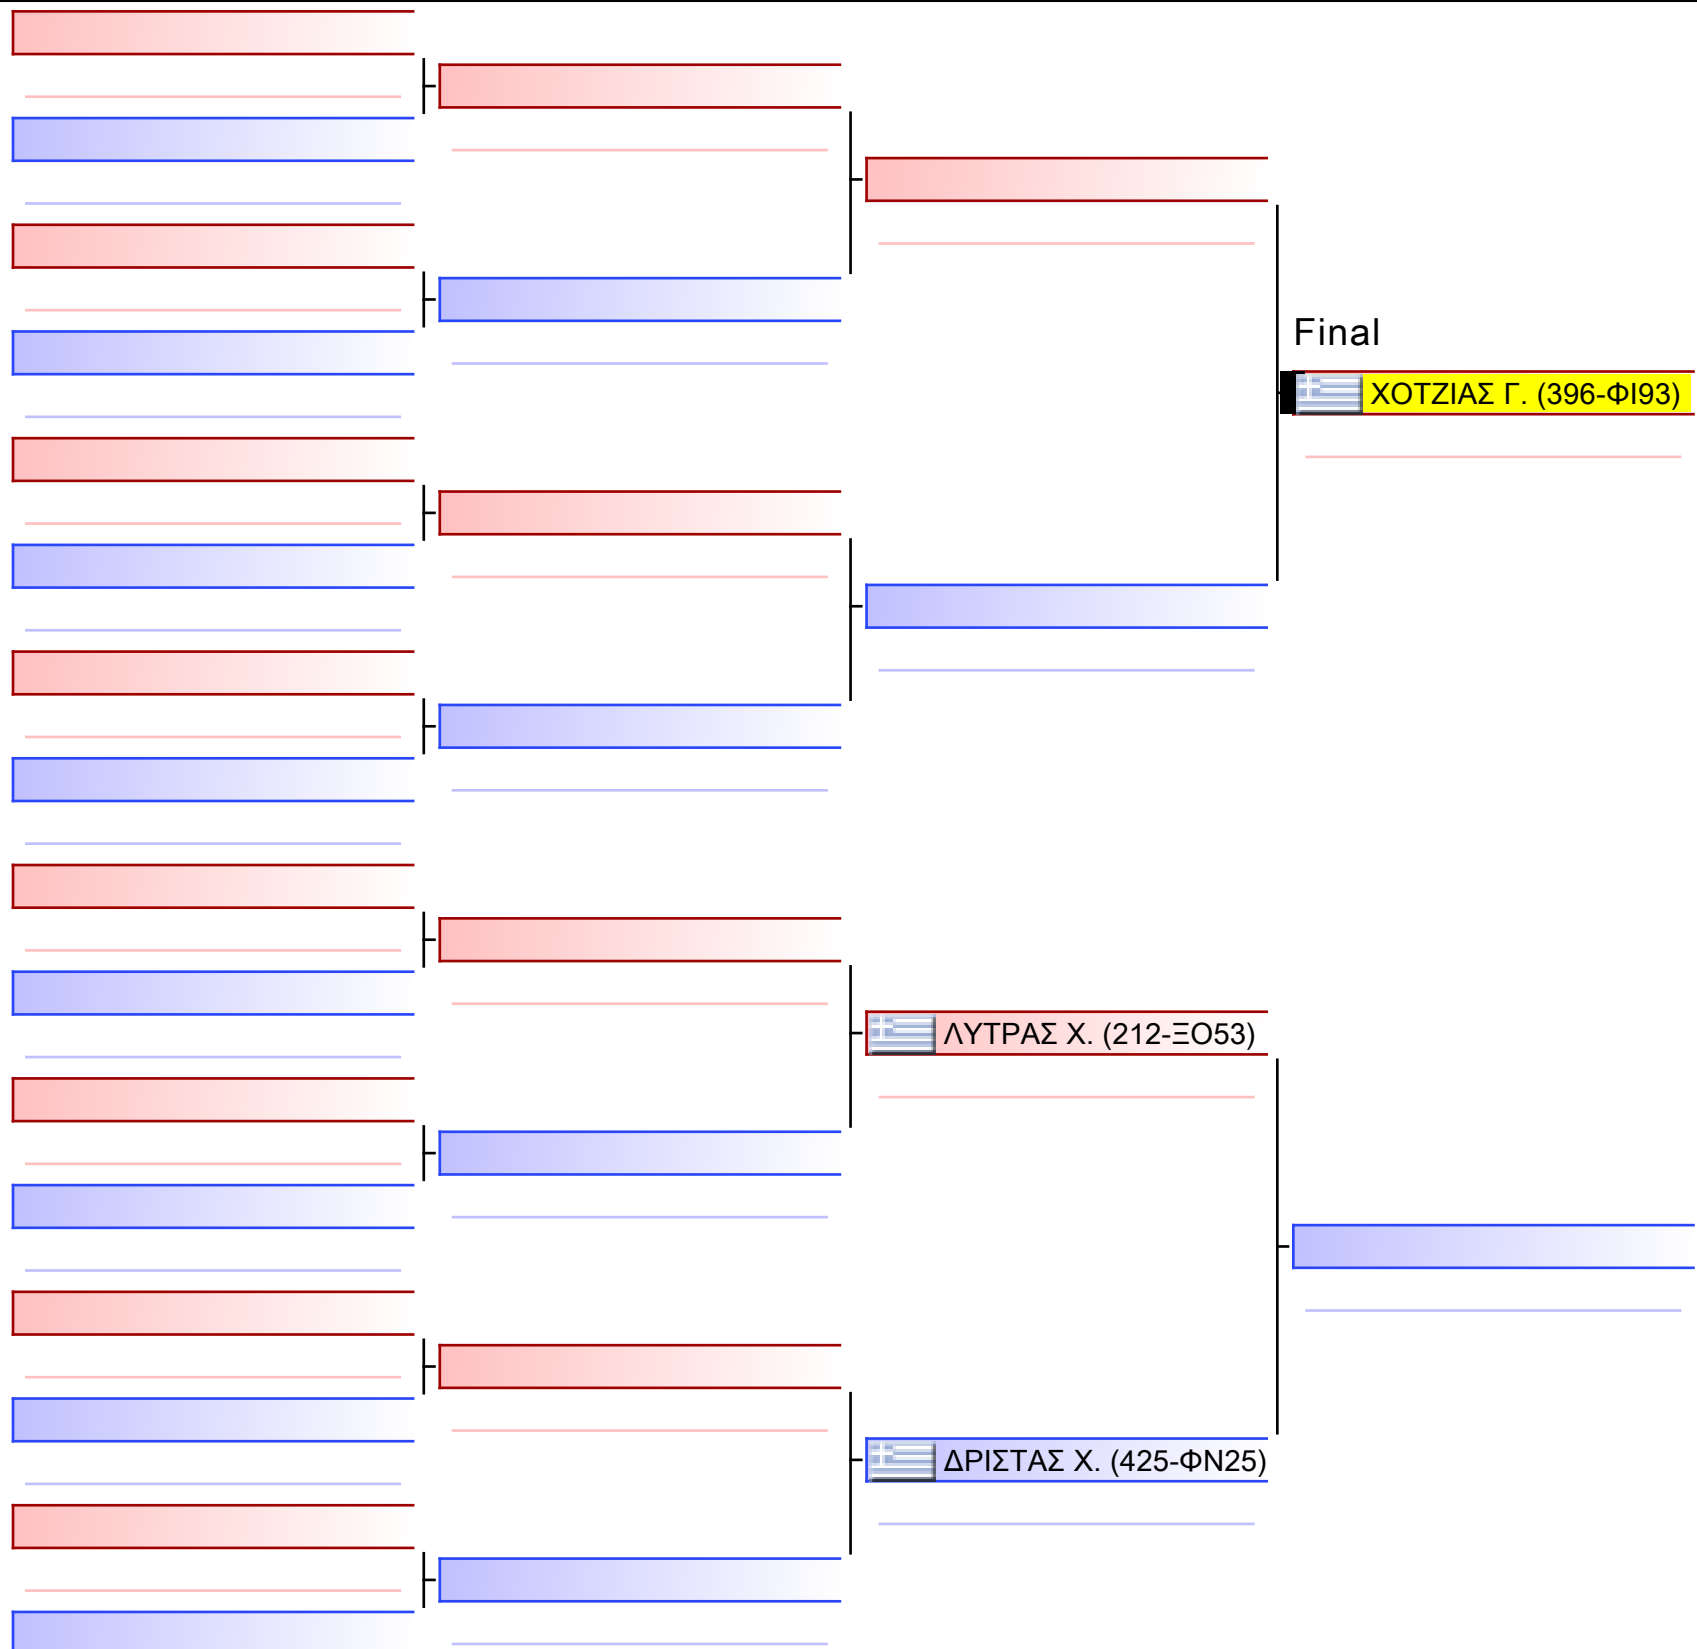 Final
ΧΟΤΖΙΑΣ Γ. (396-ΦΙ93)
ΛΥΤΡΑΣ Χ. (212-ΞΟ53)
ΔΡΙΣΤΑΣ Χ. (425-ΦΝ25)